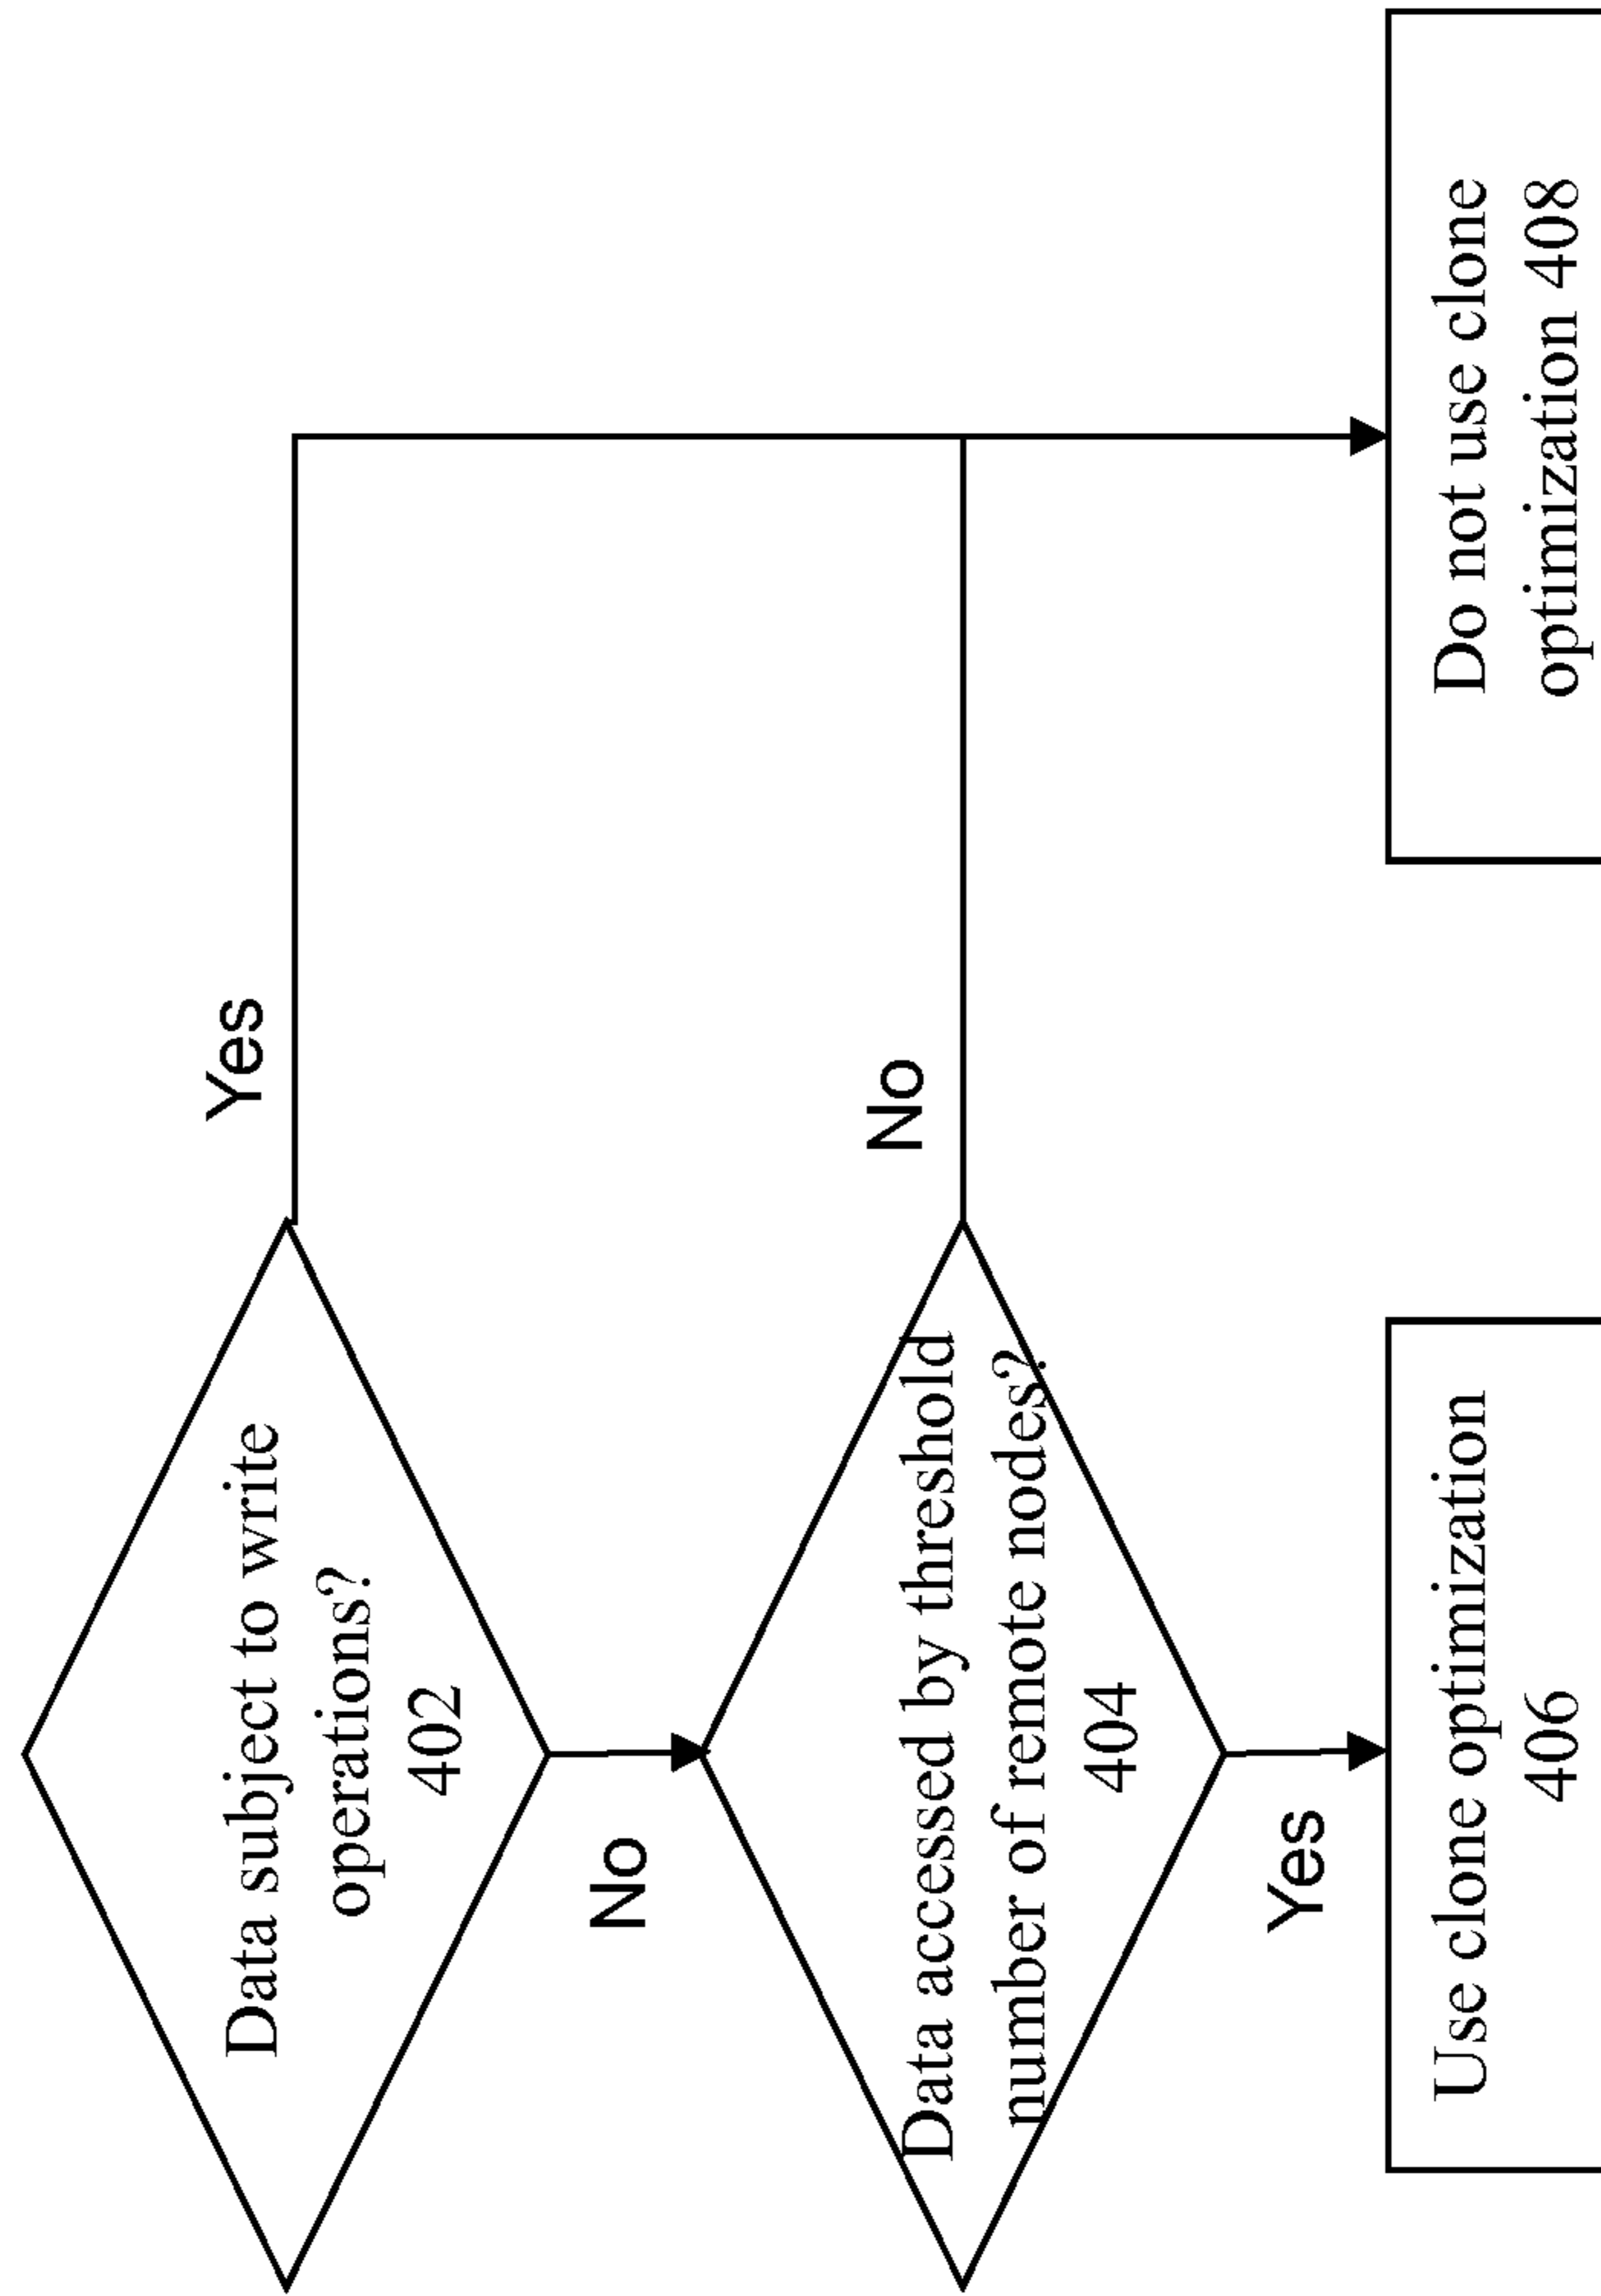 Data subject to write
operations?
402
Yes
No
Data accessed by threshold
number of remote nodes?
404
No
Yes
Use clone optimization
406
Do not use clone
optimization 408